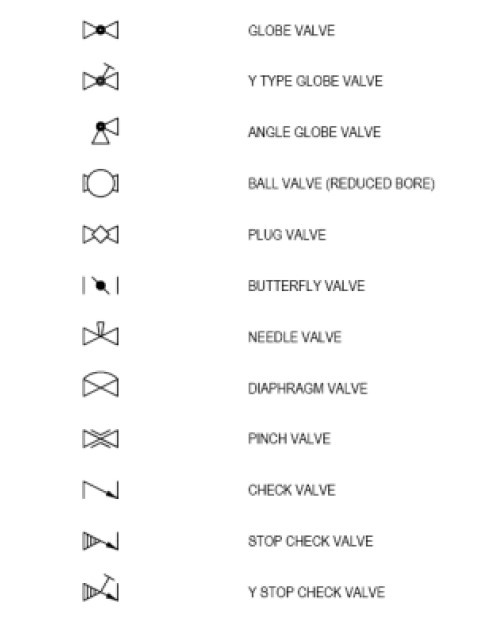 GLOBE VALVE
Y TYPE GLOBE VALVE
ANGLE GLOBE VALVE
BALL VALVE (REDUCED BORE)
PLUG VALVE
BUTTERFLY VALVE
NEEDLE VALVE
DIAPHRAGM VALVE
PINCH VALVE
CHECK VALVE
STOP CHECK VALVE
Y STOP CHECK VALVE